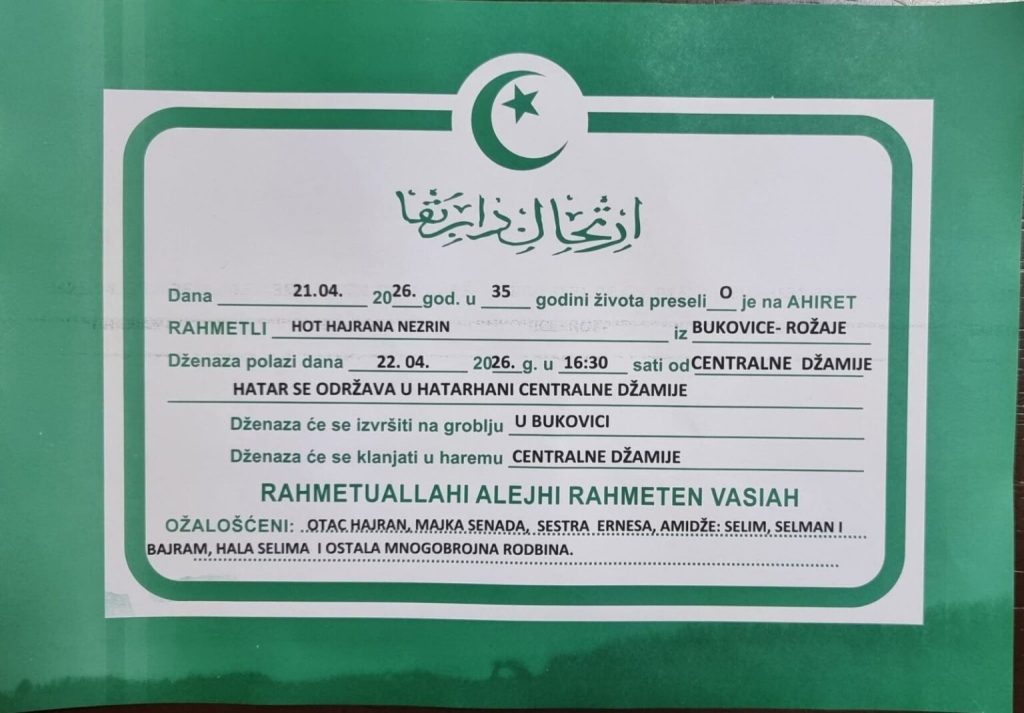 Dana 21.04. 2026. god. u 35 godini života preseli O je na AHIRET
RAHMETLI HOT HAJRANA NEZRIN iz BUKOVICE- ROŽAJE
Dženaza polazi dana 22.04. 2026. g. u 16:30 sati od CENTRALNE DŽAMIJE
HATAR SE ODRŽAVA U HATARHANI CENTRALNE DŽAMIJE
Dženaza će se izvršiti na groblju U BUKOVICI
Dženaza će se klanjati u haremu CENTRALNE DŽAMIJE
RAHMETUALLAHI ALEJHI RAHMETEN VASIAH
OŽALOŠĆENI: OTAC HAJRAN, MAJKA SENADA, SESTRA ERNESA, AMIDŽE: SELIM, SELMAN I
BAJRAM, HALA SELIMA I OSTALA MNOGOBROJNA RODBINA.